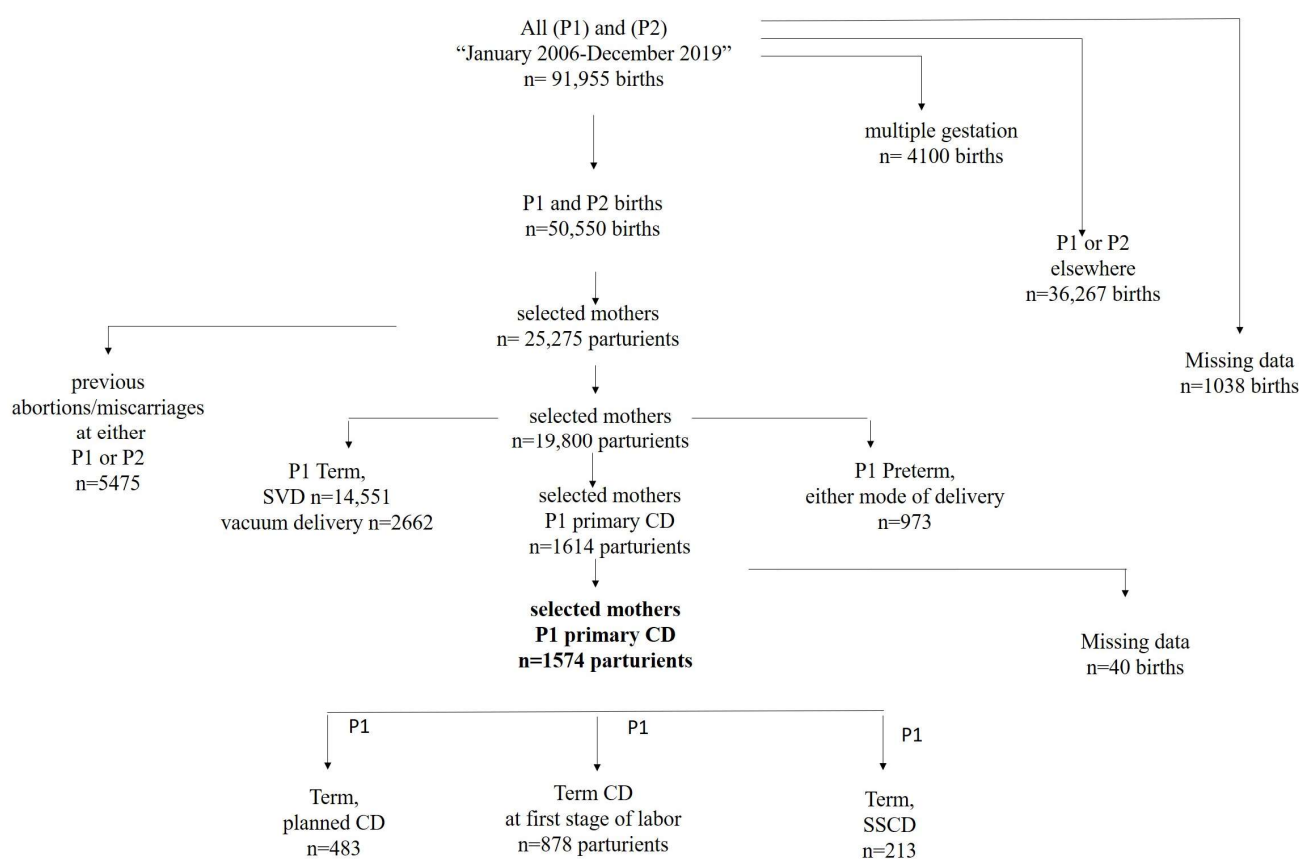 All (P1) and (P2)
“January 2006-December 2019”
n= 91,955 births
multiple gestation
n= 4100 births
P1 and P2 births
n=50,550 births
P1 or P2
elsewhere
n=36,267 births
selected mothers
n= 25,275 parturients
Missing data
n=1038 births
previous
abortions/miscarriages
at either
P1 or P2
n=5475
selected mothers
n=19,800 parturients
P1 Term,
SVD n=14,551
vacuum delivery n=2662
selected mothers
P1 primary CD
n=1614 parturients
P1 Preterm,
either mode of delivery
n=973
selected mothers
P1 primary CD
n=1574 parturients
Missing data
n=40 births
P1
P1
P1
Term,
planned CD
n=483
Term CD
at first stage of labor
n=878 parturients
Term,
SSCD
n=213